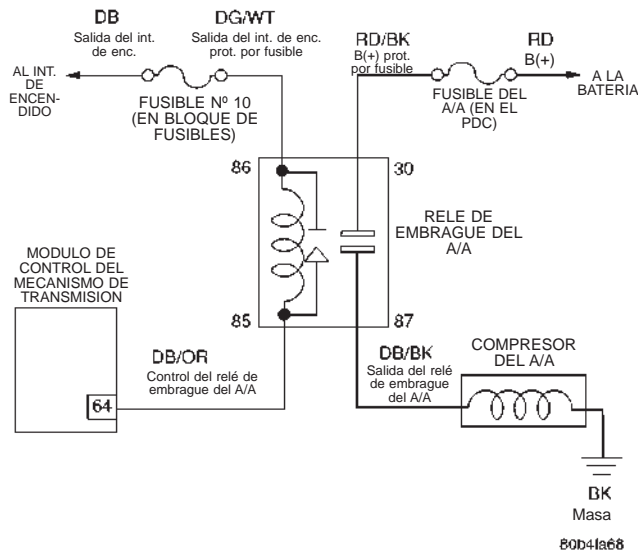 DB
Salida del int.
de enc.
DG/WT
Salida del int. de enc.
prot. por fusible
RD/BK
B(+) prot.
por fusible
RD
B(+)
AL INT.
DE
ENCEN-
DIDO
FUSIBLE Nº 10
(EN BLOQUE DE
FUSIBLES)
FUSIBLE DEL
A/A (EN EL
PDC)
A LA
BATERIA
86
30
RELE DE
EMBRAGUE DEL
A/A
MODULO DE
CONTROL DEL
MECANISMO DE
TRANSMISION
85
87
64
DB/OR
Control del relé de
embrague del A/A
DB/BK
Salida del relé
de embrague
del A/A
COMPRESOR
DEL A/A
BK
Masa